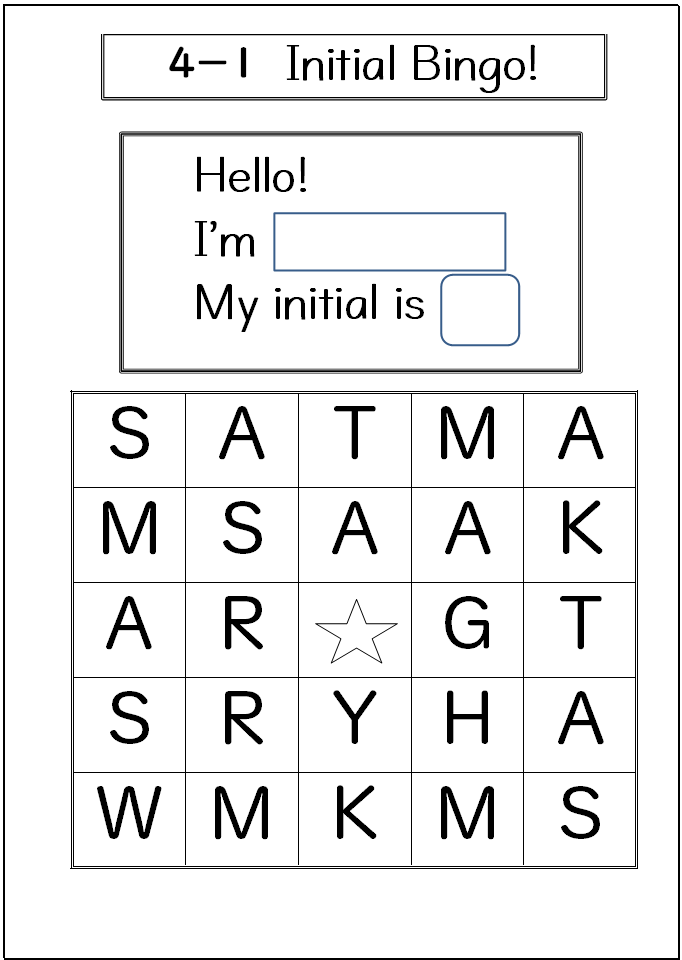 4−1 Initial Bingo!
Hello!
I’m
My initial is
S A T M A
M S A A K
A R G T
S R Y H A
W M K M S